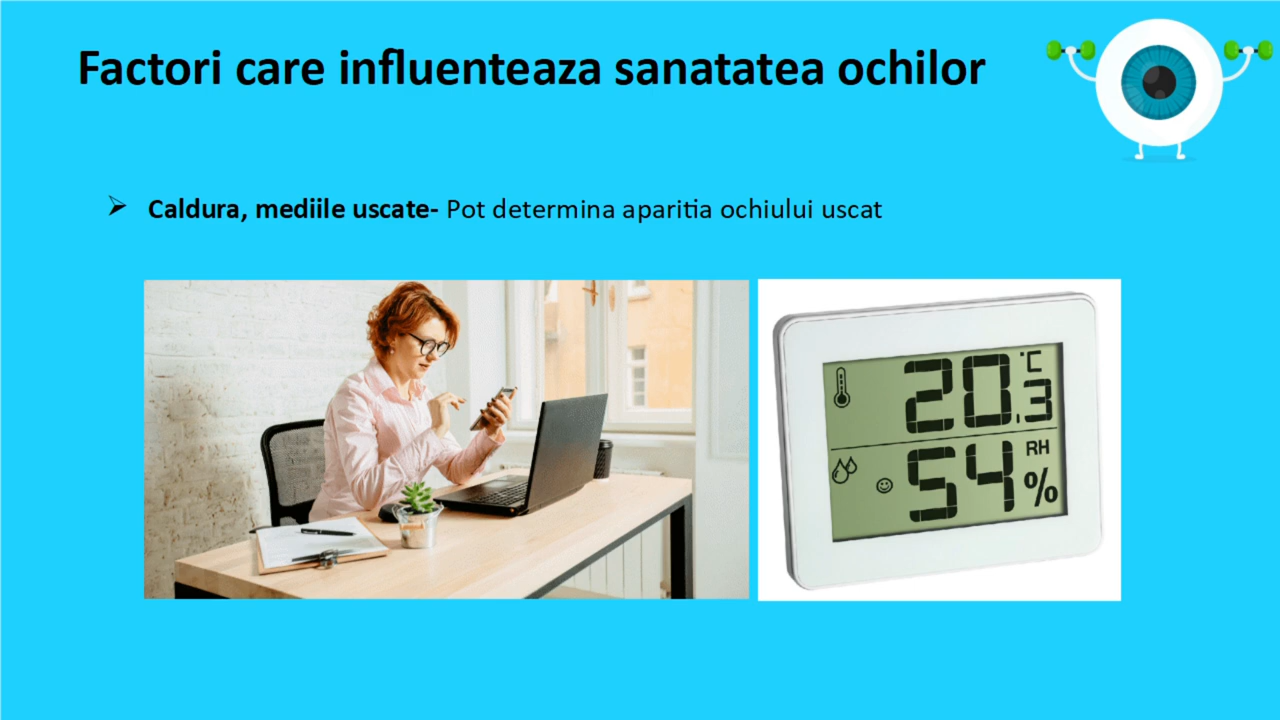 Factori care influenteaza sanatatea ochilor
Caldura, mediile uscate- Pot determina aparitia ochiului uscat
20.3 °C
54 RH %